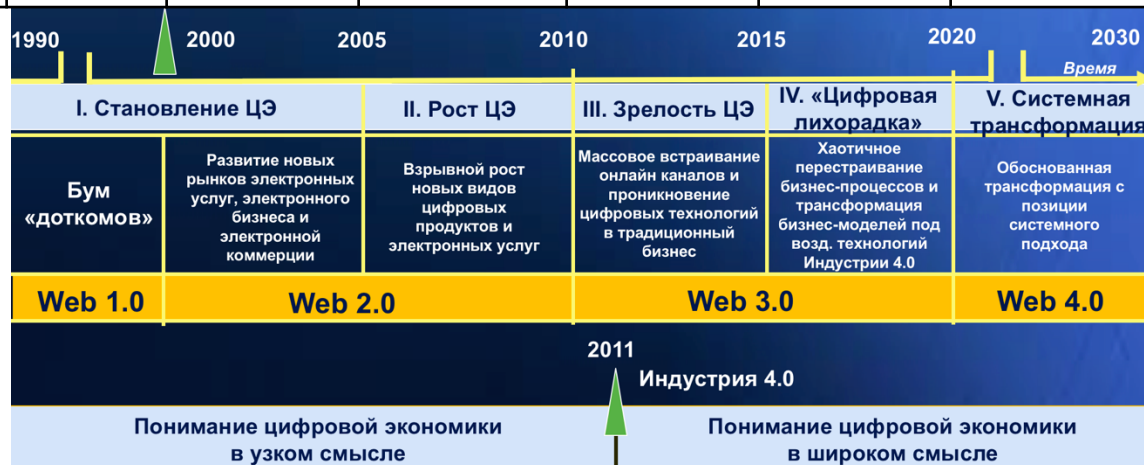 1990
2000
2005
2010
2015
2020
2030
Время
I. Становление ЦЭ
II. Рост ЦЭ
III. Зрелость ЦЭ
IV. «Цифровая
лихорадка»
V. Системная
трансформация
Бум
«доткомов»
Развитие новых
рынков электронных
услуг, электронного
бизнеса и
электронной
коммерции
Взрывной рост
новых видов
цифровых
продуктов и
электронных услуг
Массовое встраивание
онлайн каналов и
проникновение
цифровых технологий
в традиционный
бизнес
Хаотичное
перестраивание
бизнес-процессов и
трансформация
бизнес-моделей под
возд. технологий
Индустрии 4.0
Обоснованная
трансформация с
позиции
системного
подхода
Web 1.0
Web 2.0
Web 3.0
Web 4.0
2011
Индустрия 4.0
Понимание цифровой экономики
в узком смысле
Понимание цифровой экономики
в широком смысле